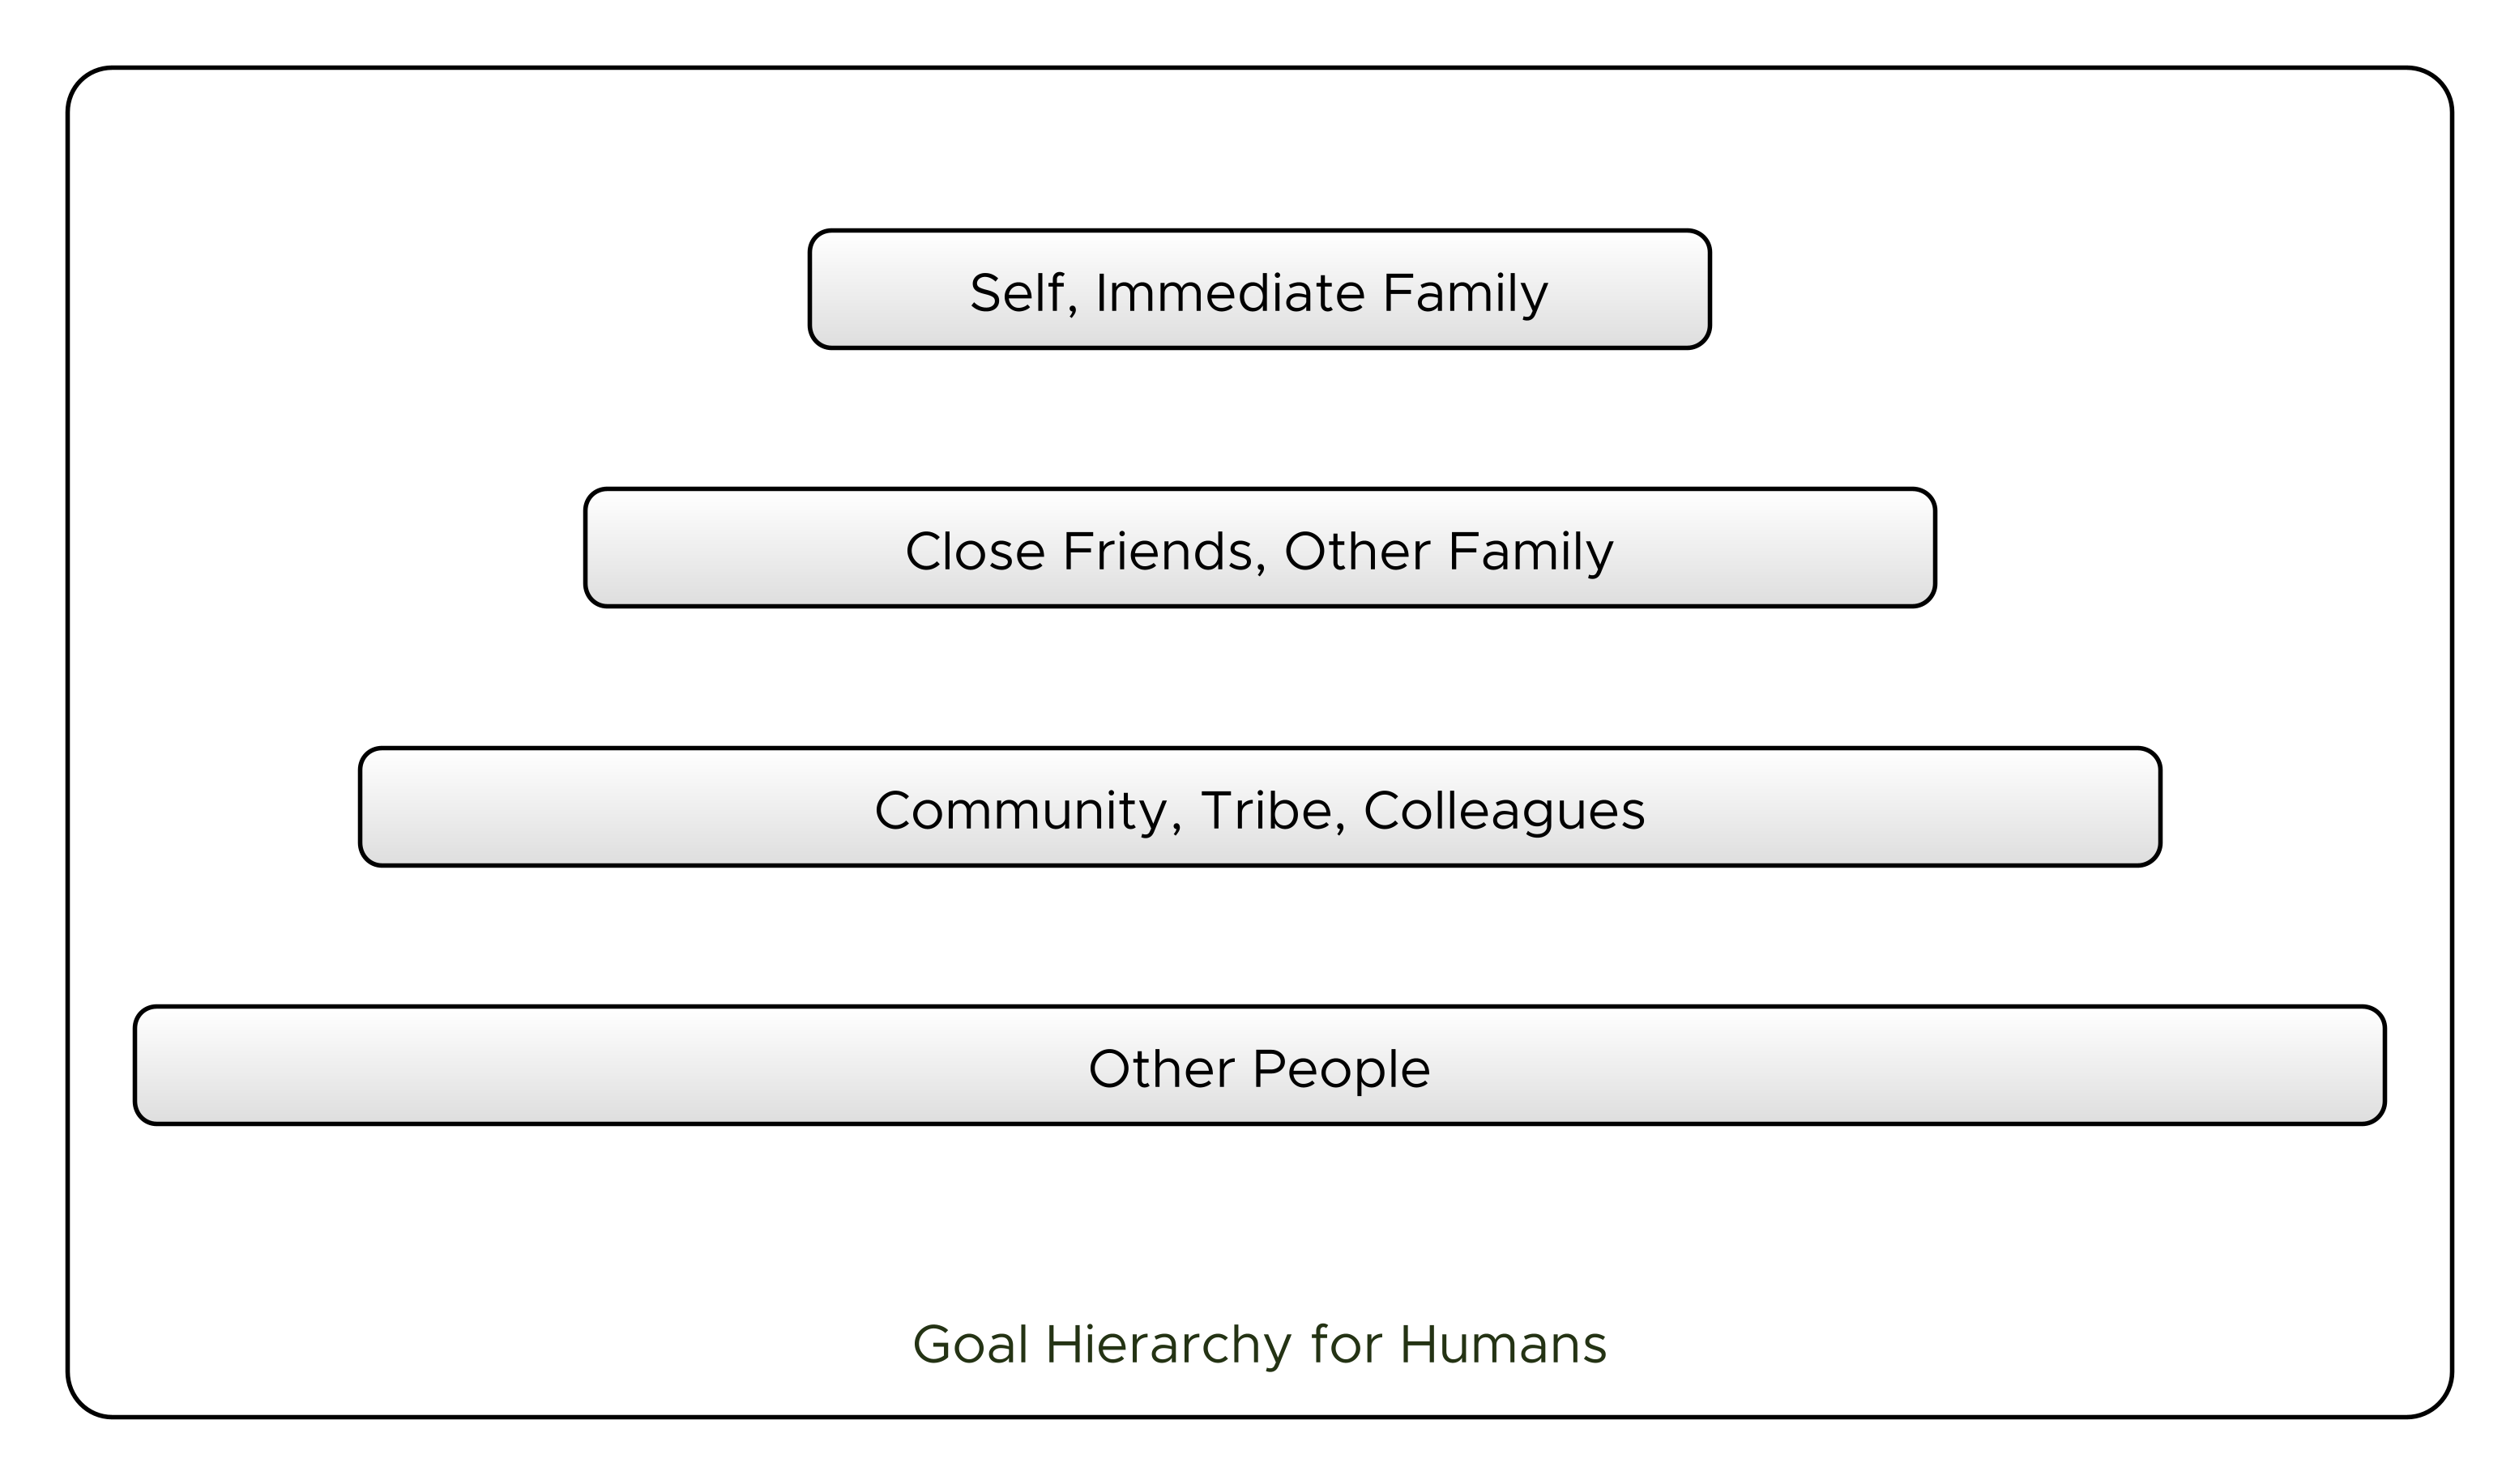 Self, Immediate Family
Close Friends, Other Family
Community, Tribe, Colleagues
Other People
Goal Hierarchy for Humans